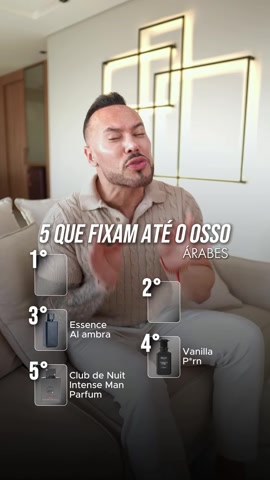 5 QUE FIXAM ATÉ O OSSO
ÁRABES
1°
2°
3°
Essence
Al ambra
4°
Vanilla
P*rn
5°
Club de Nuit
Intense Man
Parfum